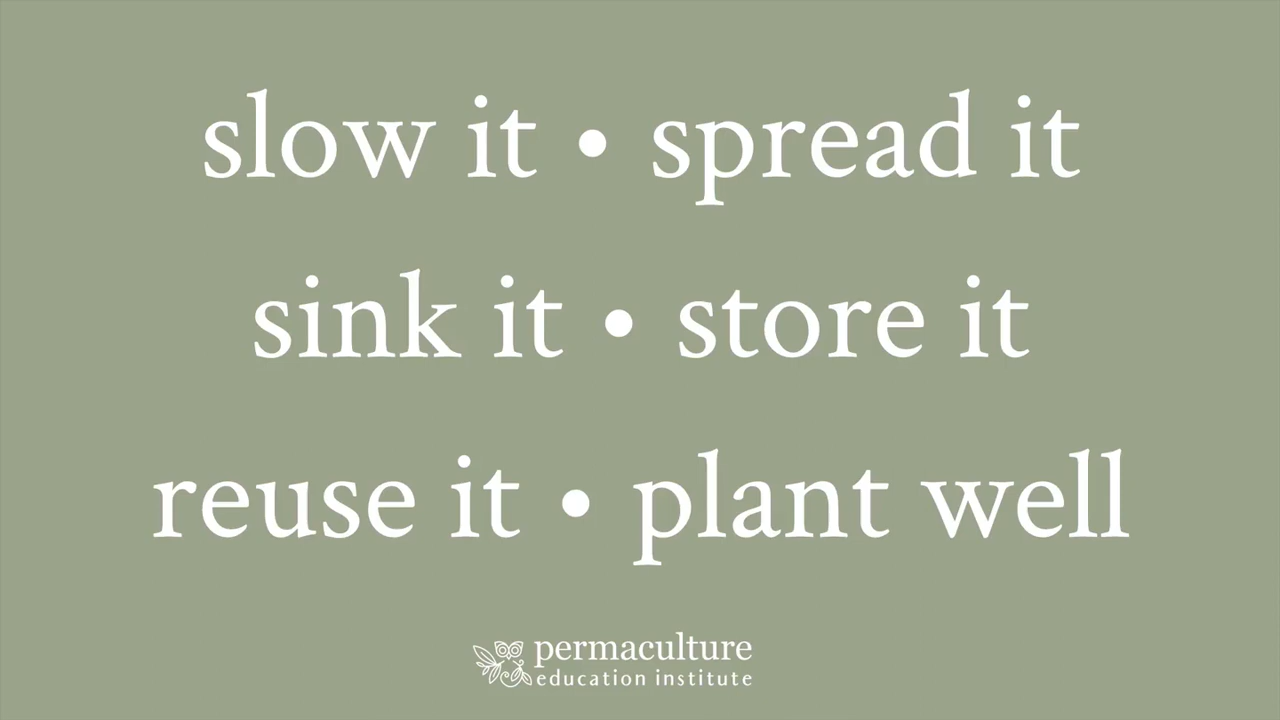 slow it • spread it
sink it • store it
reuse it • plant well
permaculture
education institute